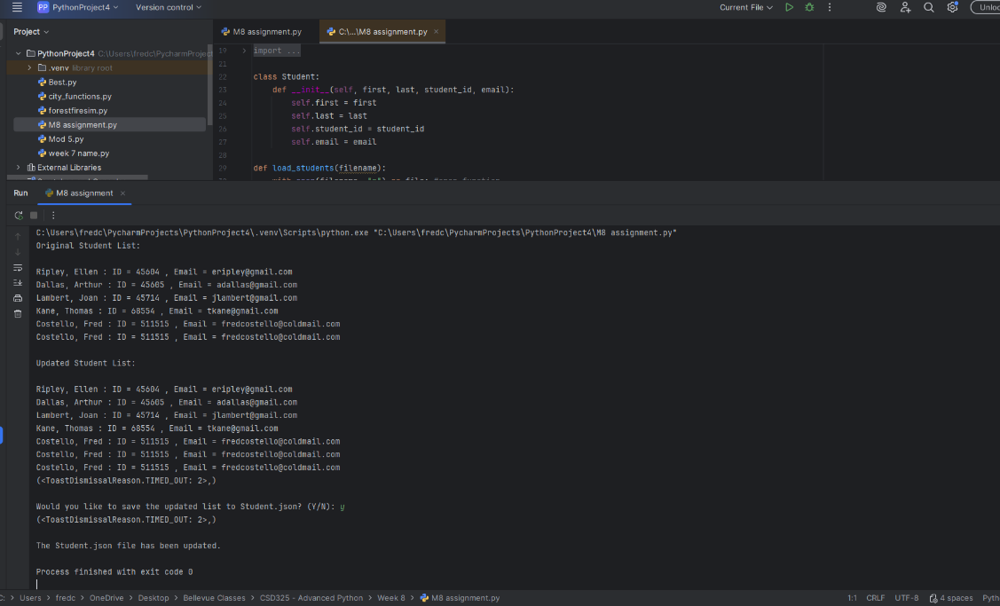 PP PythonProject4 Version control Current File Unloc
Project
M8 assignment.py C:\...\M8 assignment.py
PythonProject4 C:\Users\fredc\PycharmProjec
.venv library root
Best.py
city_functions.py
forestfiresim.py
M8 assignment.py
Mod 5.py
week 7 name.py
External Libraries
19 import ...
21
22 class Student:
23 def __init__(self, first, last, student_id, email):
24 self.first = first
25 self.last = last
26 self.student_id = student_id
27 self.email = email
28
29 def load_students(filename):
Run M8 assignment
C:\Users\fredc\PycharmProjects\PythonProject4\.venv\Scripts\python.exe "C:\Users\fredc\PycharmProjects\PythonProject4\M8 assignment.py"
Original Student List:
Ripley, Ellen : ID = 45604 , Email = eripley@gmail.com
Dallas, Arthur : ID = 45605 , Email = adallas@gmail.com
Lambert, Joan : ID = 45714 , Email = jlambert@gmail.com
Kane, Thomas : ID = 68554 , Email = tkane@gmail.com
Costello, Fred : ID = 511515 , Email = fredcostello@coldmail.com
Costello, Fred : ID = 511515 , Email = fredcostello@coldmail.com
Updated Student List:
Ripley, Ellen : ID = 45604 , Email = eripley@gmail.com
Dallas, Arthur : ID = 45605 , Email = adallas@gmail.com
Lambert, Joan : ID = 45714 , Email = jlambert@gmail.com
Kane, Thomas : ID = 68554 , Email = tkane@gmail.com
Costello, Fred : ID = 511515 , Email = fredcostello@coldmail.com
Costello, Fred : ID = 511515 , Email = fredcostello@coldmail.com
Costello, Fred : ID = 511515 , Email = fredcostello@coldmail.com
(<ToastDismissalReason.TIMED_OUT: 2>,)
Would you like to save the updated list to Student.json? (Y/N): y
(<ToastDismissalReason.TIMED_OUT: 2>,)
The Student.json file has been updated.
Process finished with exit code 0
C: > Users > fredc > OneDrive > Desktop > Bellevue Classes > CSD325 - Advanced Python > Week 8 > M8 assignment.py 1:1 CRLF UTF-8 4 spaces Pyth